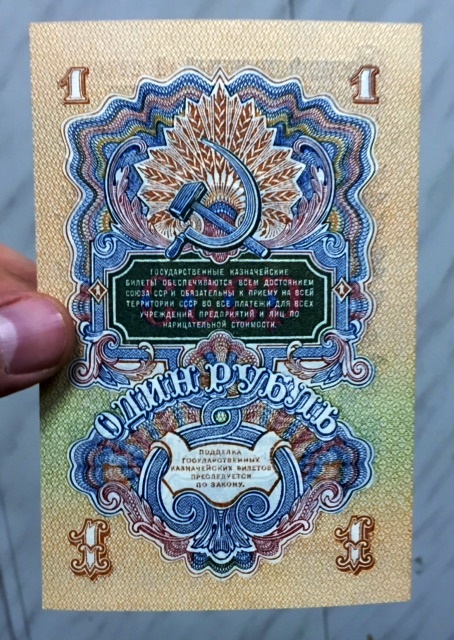 1 1
ГОСУДАРСТВЕННЫЕ КАЗНАЧЕЙСКИЕ
БИЛЕТЫ ОБЕСПЕЧИВАЮТСЯ ВСЕМ ДОСТОЯНИЕМ
СОЮЗА ССР И ОБЯЗАТЕЛЬНЫ К ПРИЕМУ НА ВСЕЙ
ТЕРРИТОРИИ СССР ВО ВСЕ ПЛАТЕЖИ ДЛЯ ВСЕХ
УЧРЕЖДЕНИЙ, ПРЕДПРИЯТИЙ И ЛИЦ ПО
НАРИЦАТЕЛЬНОЙ СТОИМОСТИ.
1 1
ОДИН РУБЛЬ
ПОДДЕЛКА
ГОСУДАРСТВЕННЫХ
КАЗНАЧЕЙСКИХ БИЛЕТОВ
ПРЕСЛЕДУЕТСЯ
ПО ЗАКОНУ.
1 1